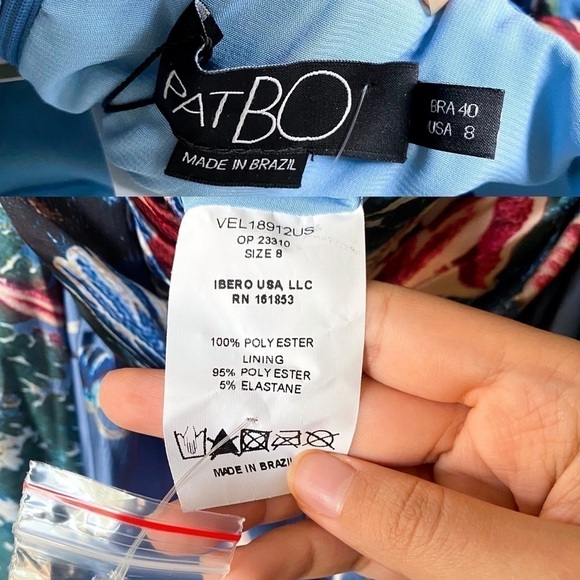 PATBO
MADE IN BRAZIL
BRA 40
USA 8
VEL18912US
OP 23310
SIZE 8
IBERO USA, LLC
RN 161853
100% POLYESTER
LINING
95% POLYESTER
5% ELASTANE
MADE IN BRAZIL